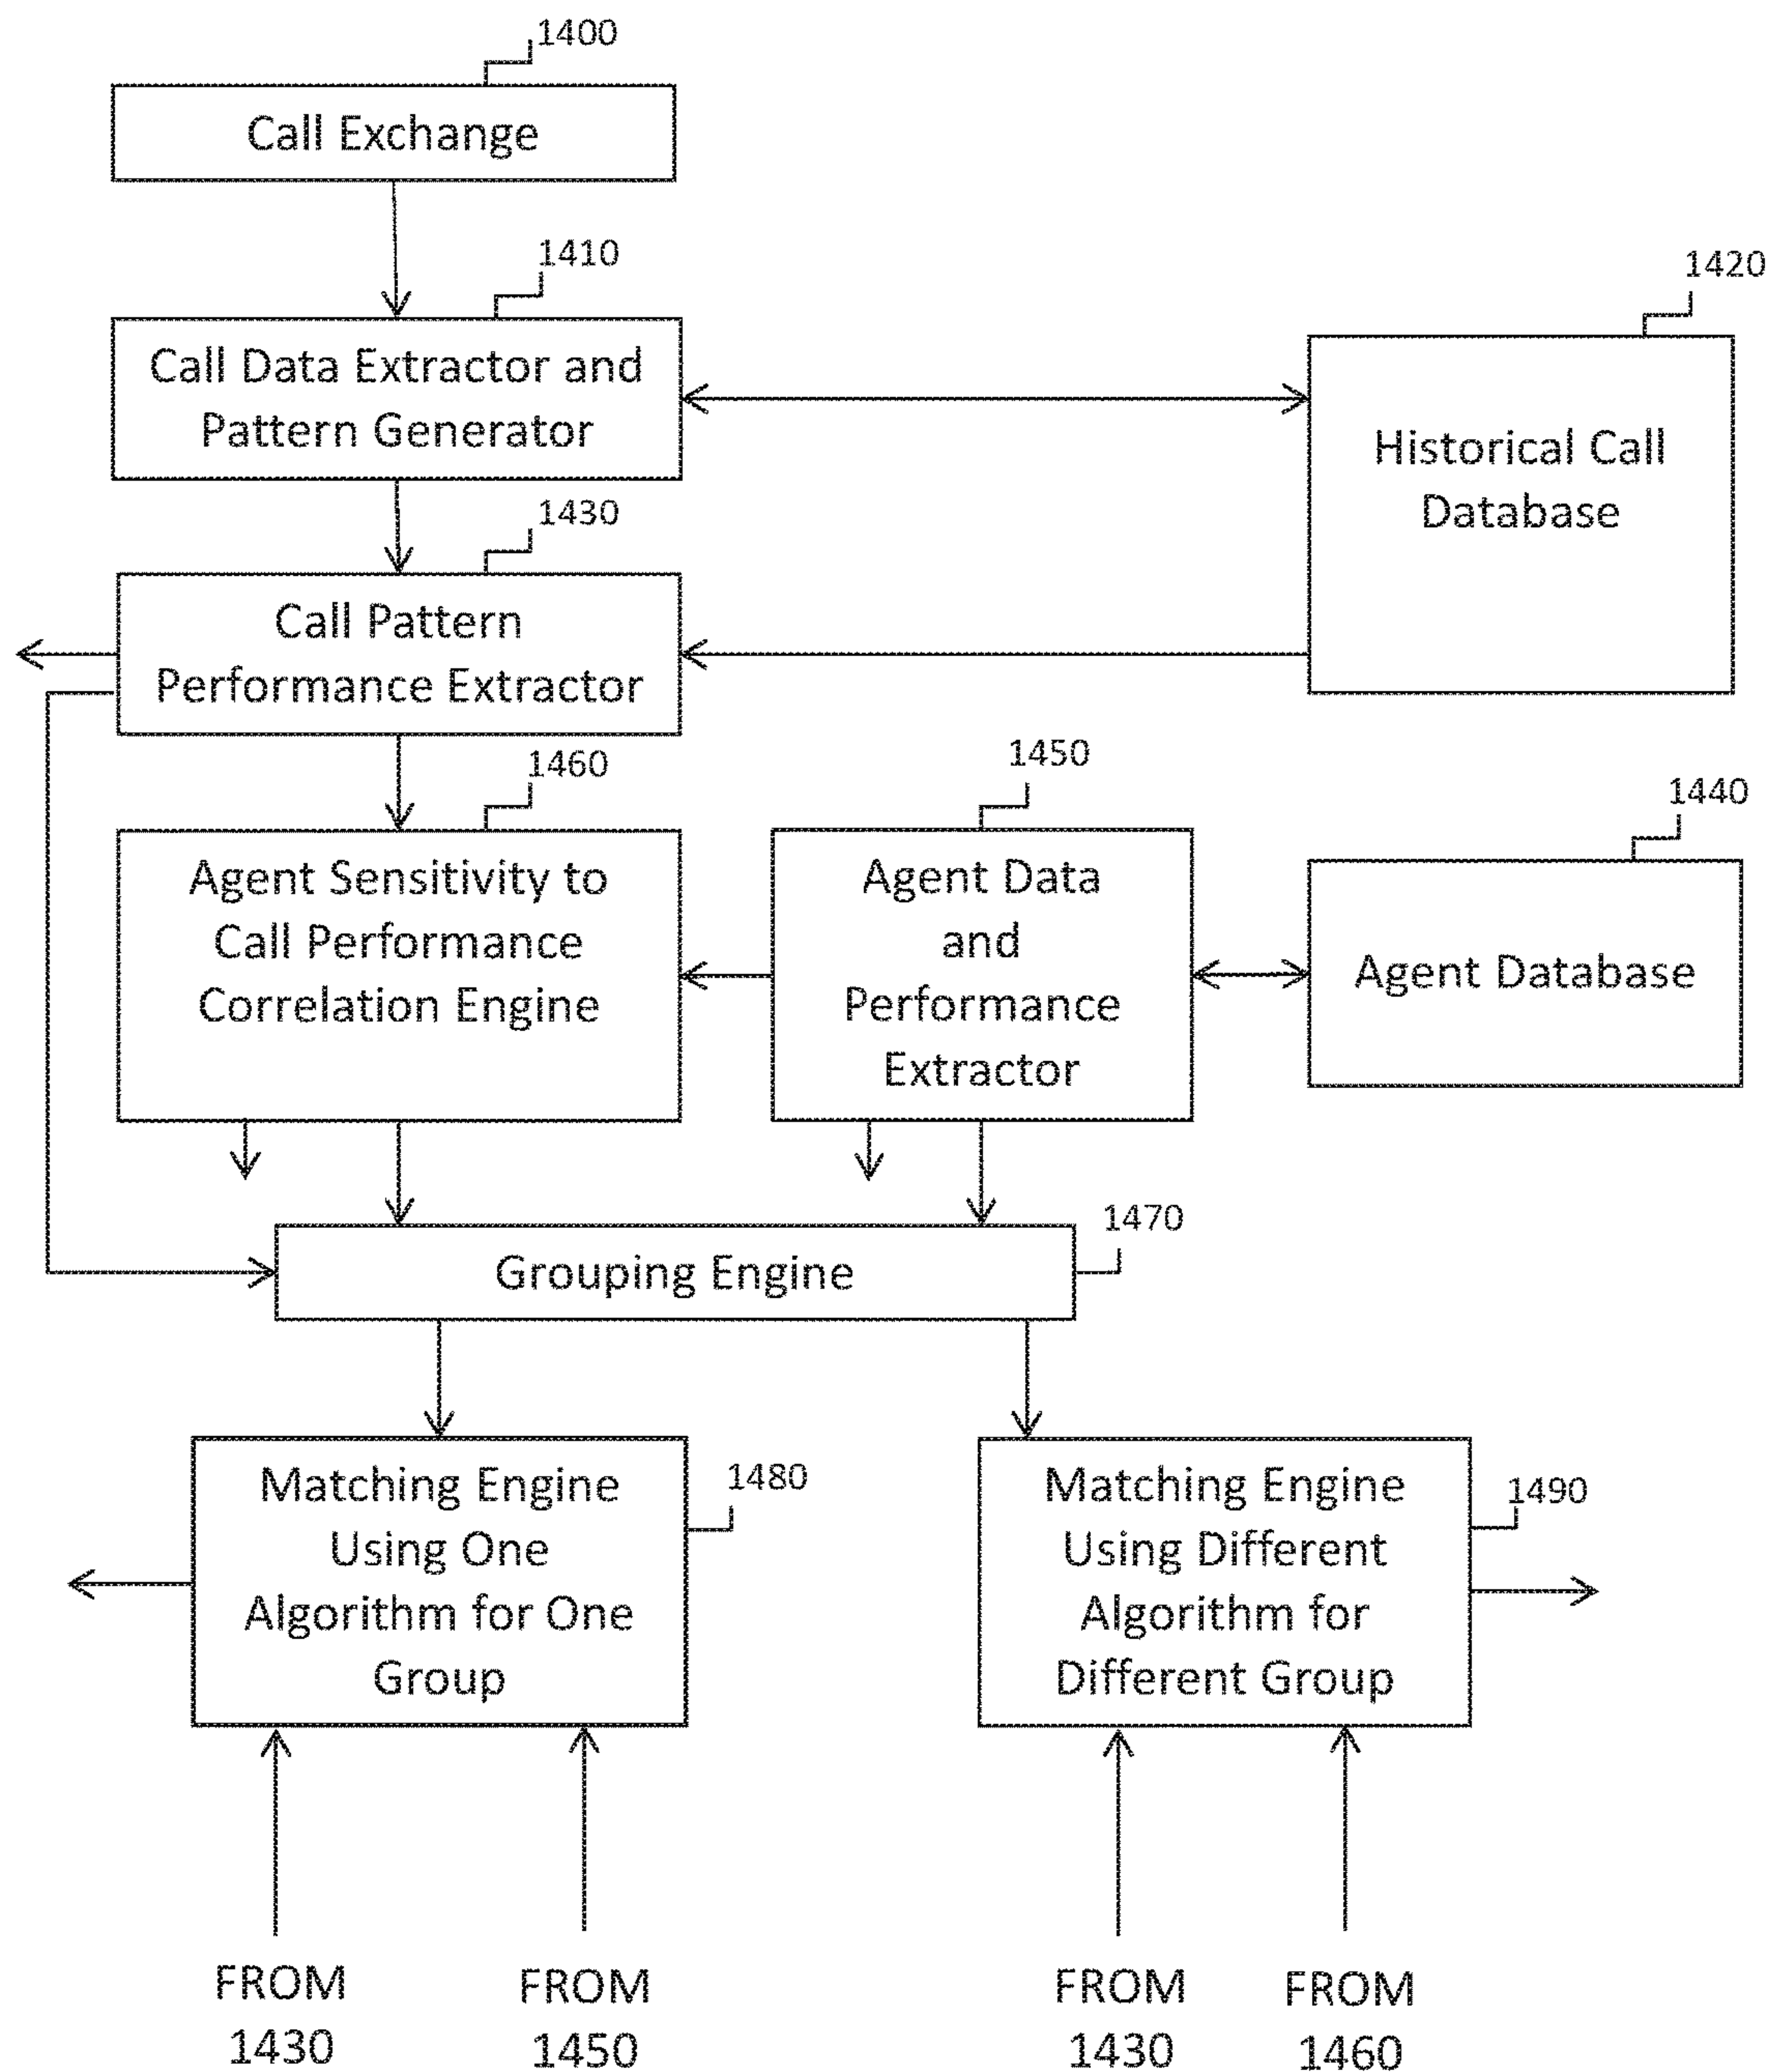 1400
Call Exchange
1410
Call Data Extractor and
Pattern Generator
1420
Historical Call
Database
1430
Call Pattern
Performance Extractor
1460
Agent Sensitivity to
Call Performance
Correlation Engine
1450
Agent Data
and
Performance
Extractor
1440
Agent Database
1470
Grouping Engine
1480
Matching Engine
Using One
Algorithm for One
Group
1490
Matching Engine
Using Different
Algorithm for
Different Group
FROM
1430
FROM
1450
FROM
1430
FROM
1460